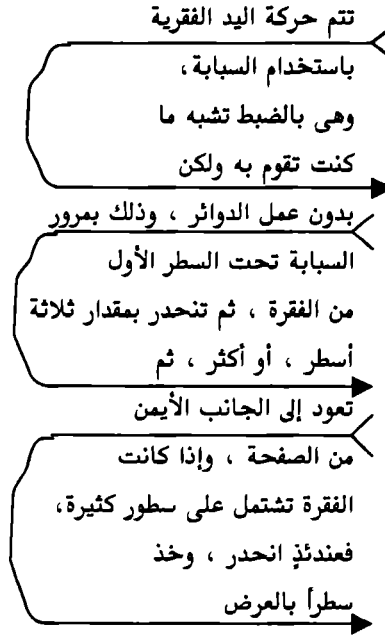 تتم حركة اليد الفقرية
باستخدام السبابة،
وهى بالضبط تشبه ما
كنت تقوم به ولكن
بدون عمل الدوائر ، وذلك بمرور
السبابة تحت السطر الأول
من الفقرة ، ثم تنحدر بمقدار ثلاثة
أسطر ، أو أكثر ، ثم
تعود إلى الجانب الأيمن
من الصفحة ، وإذا كانت
الفقرة تشتمل على سطور كثيرة،
فعندئذٍ انحدر ، وخذ
سطراً بالعرض